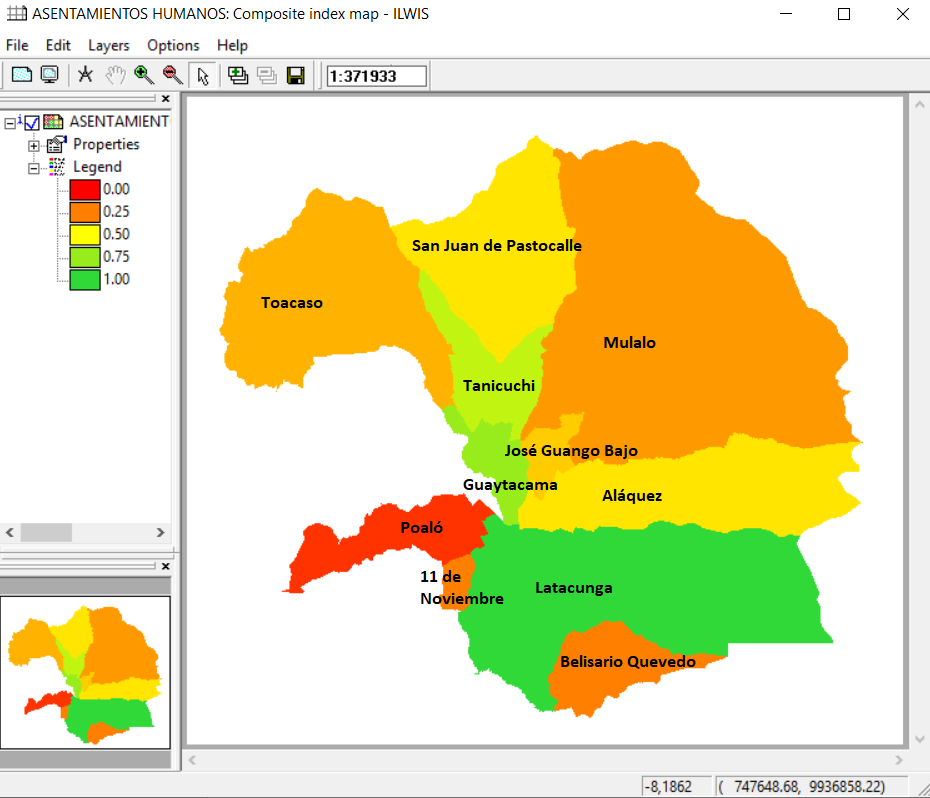 ASENTAMIENTOS HUMANOS: Composite index map - ILWIS
File Edit Layers Options Help
1:371933
ASENTAMIENT
Properties
Legend
0.00
0.25
0.50
0.75
1.00
San Juan de Pastocalle
Toacaso
Mulalo
Tanicuchi
José Guango Bajo
Guaytacama
Aláquez
Poaló
11 de
Noviembre
Latacunga
Belisario Quevedo
-8,1862
( 747648.68, 9936858.22)